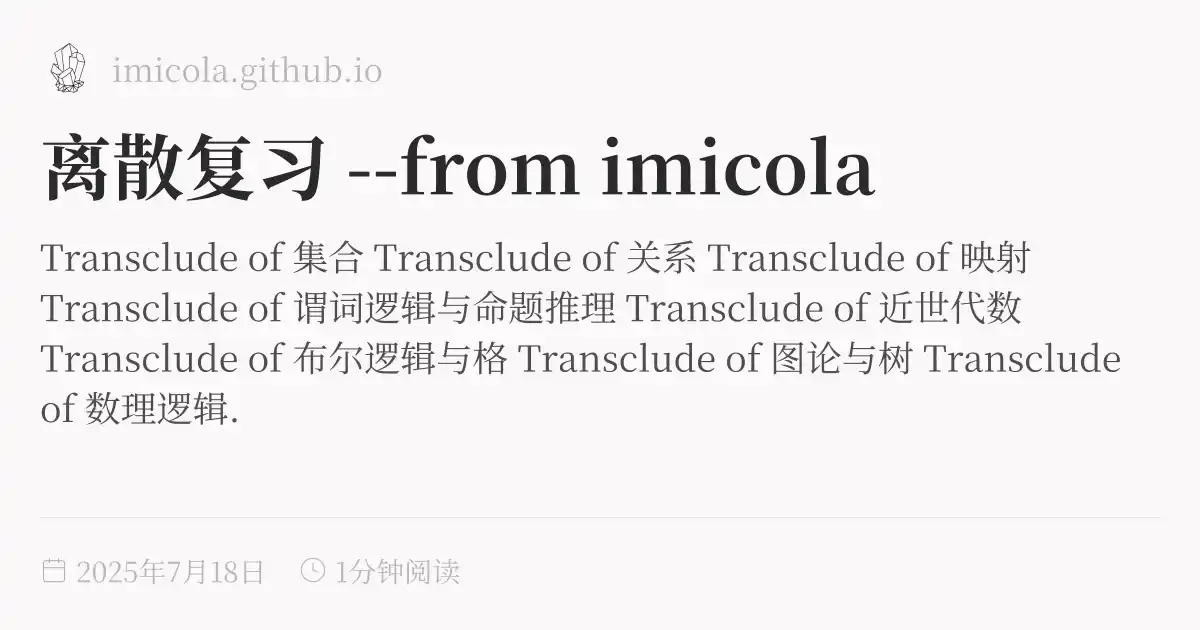 imicola.github.io
离散复习 --from imicola
Transclude of 集合 Transclude of 关系 Transclude of 映射
Transclude of 谓词逻辑与命题推理 Transclude of 近世代数
Transclude of 布尔逻辑与格 Transclude of 图论与树 Transclude
of 数理逻辑.
2025年7月18日 1分钟阅读